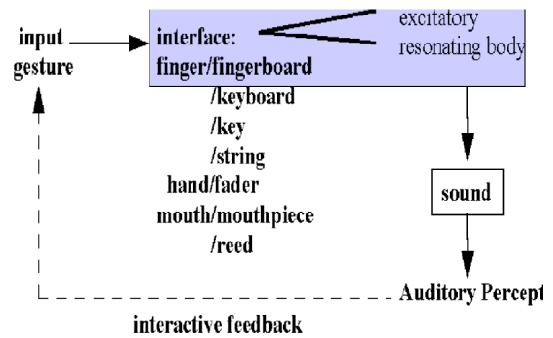 input
gesture
interface:
excitatory
resonating body
finger/fingerboard
/keyboard
/key
/string
hand/fader
mouth/mouthpiece
/reed
sound
Auditory Percept
interactive feedback